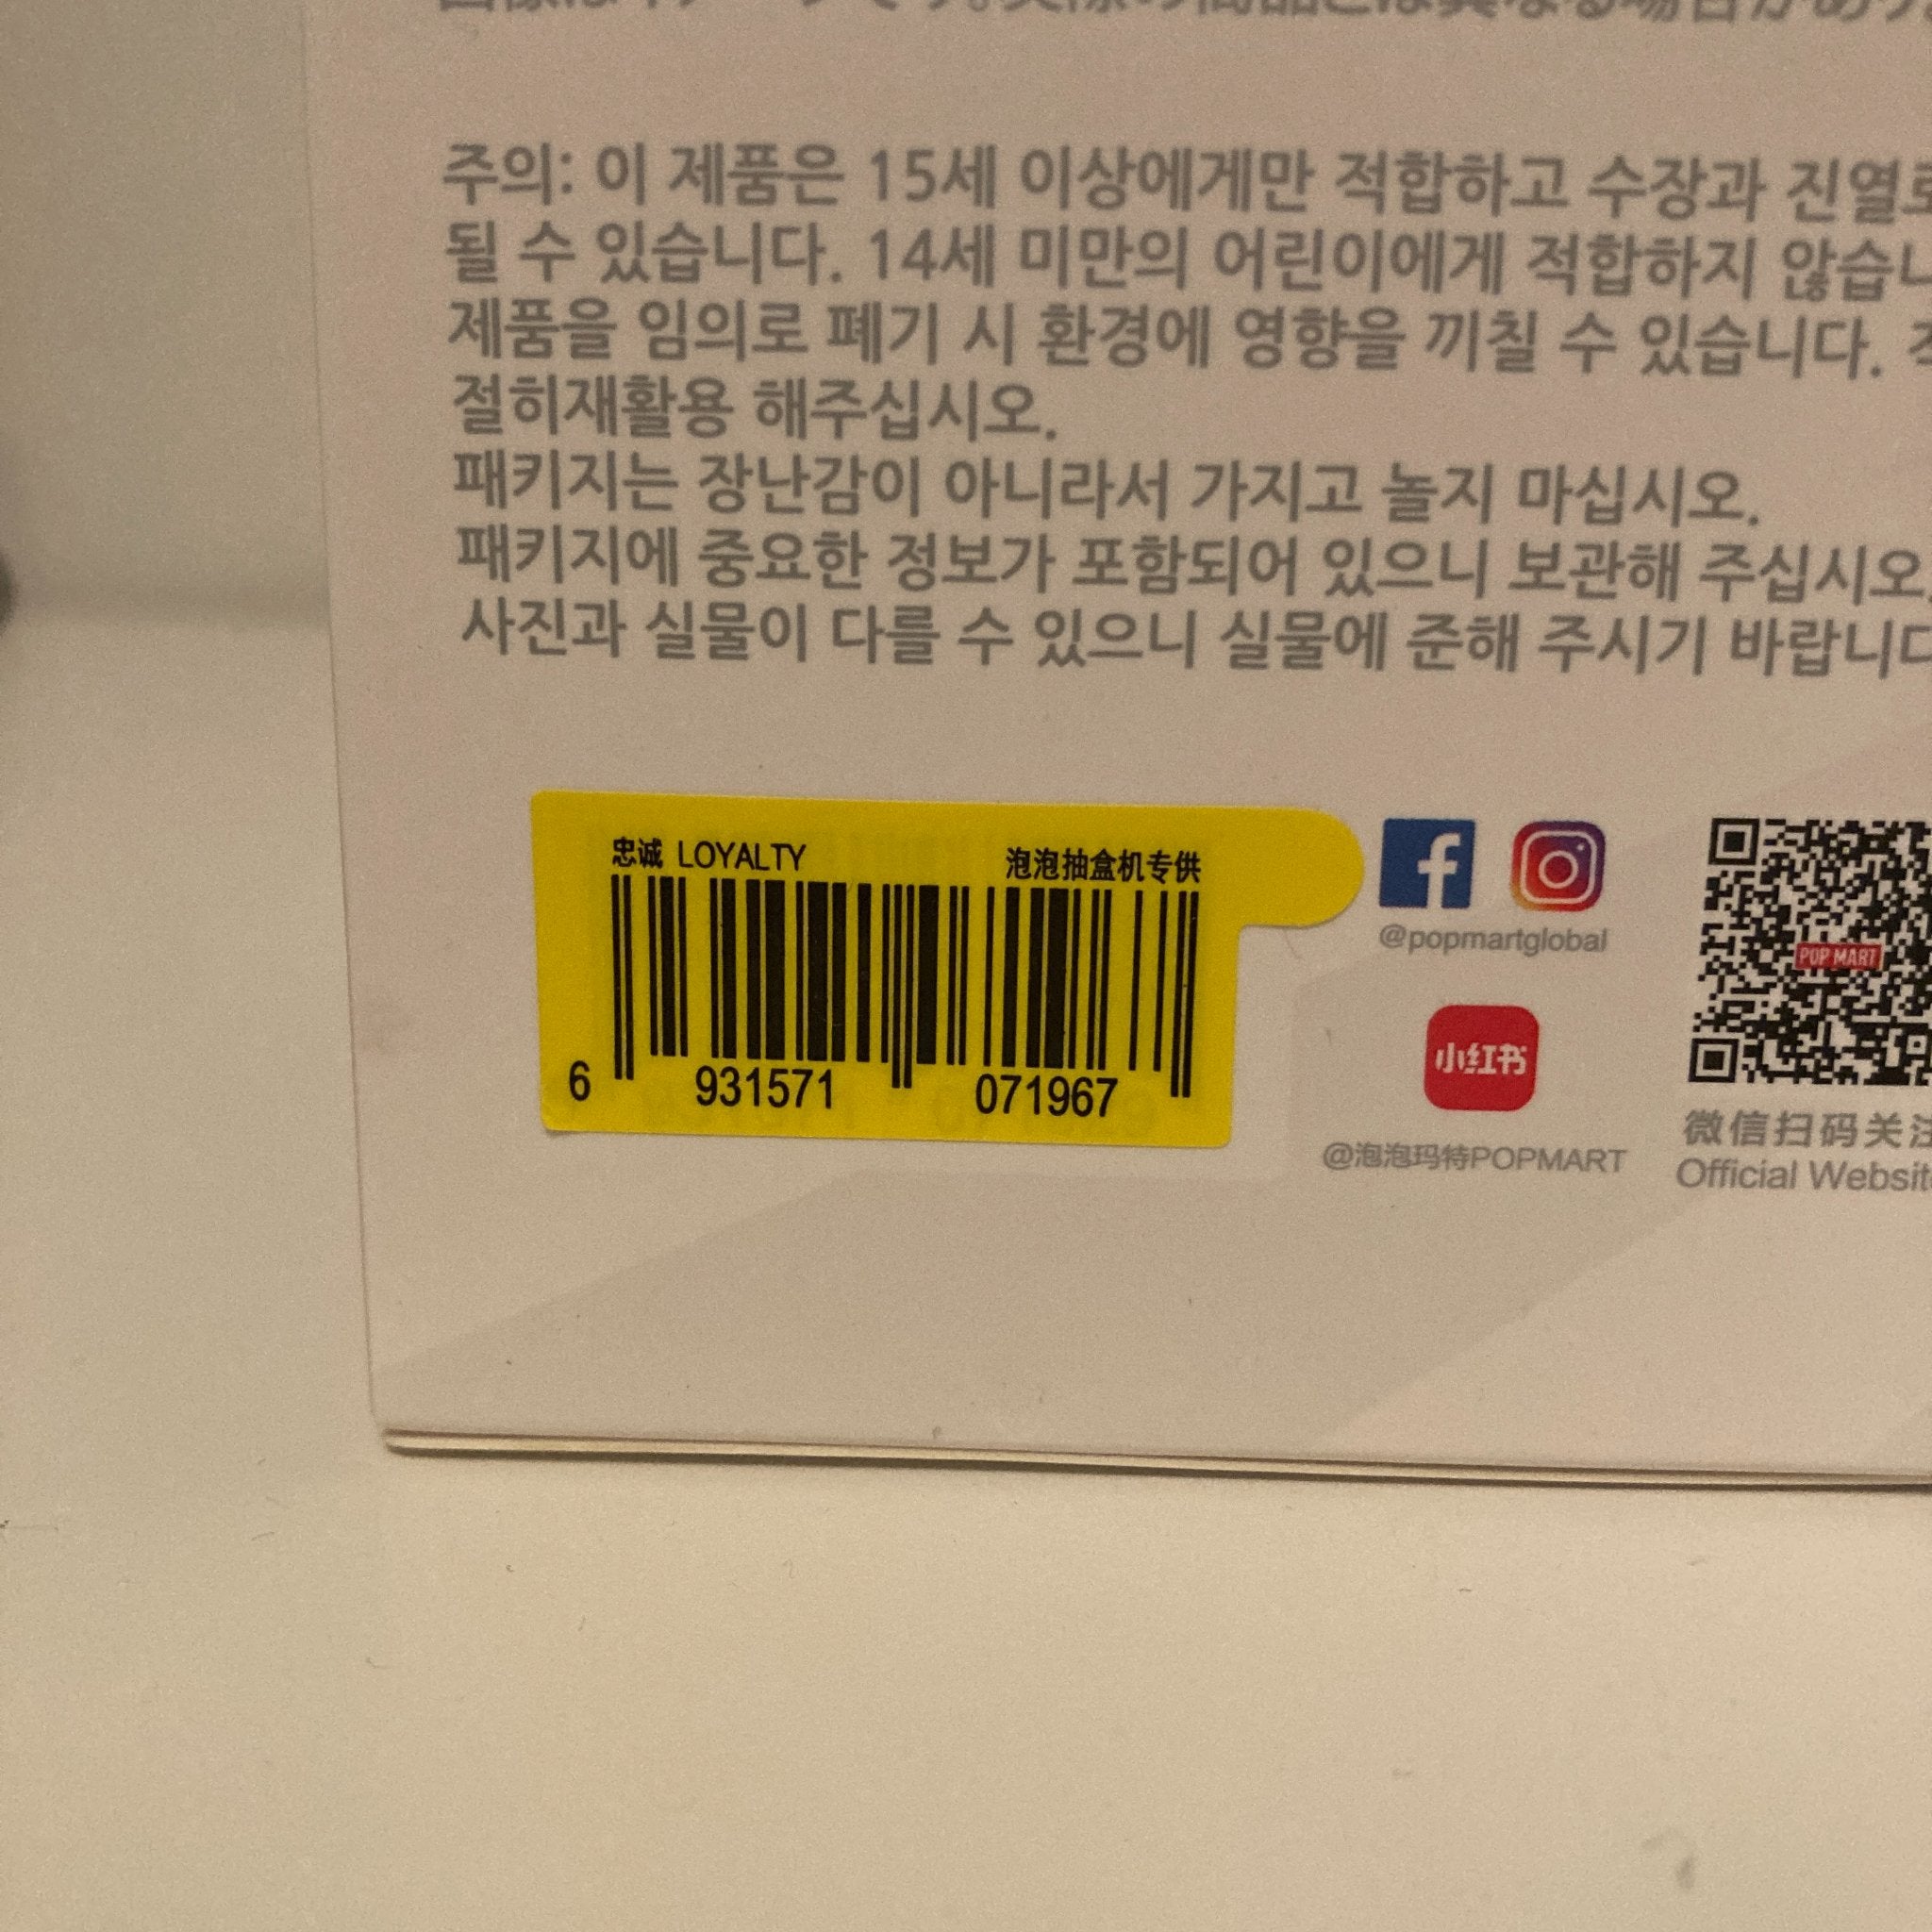 주의: 이 제품은 15세 이상에게만 적합하고 수장과 진열로
될 수 있습니다. 14세 미만의 어린이에게 적합하지 않습니
제품을 임의로 폐기 시 환경에 영향을 끼칠 수 있습니다.
절히재활용 해주십시오.
패키지는 장난감이 아니라서 가지고 놀지 마십시오.
패키지에 중요한 정보가 포함되어 있으니 보관해 주십시오.
사진과 실물이 다를 수 있으니 실물에 준해 주시기 바랍니다
忠诚 LOYALTY 泡泡抽盒机专供
6 931571 071967
@popmartglobal
小红书
@泡泡玛特POPMART
POP MART
微信扫码关注
Official Website